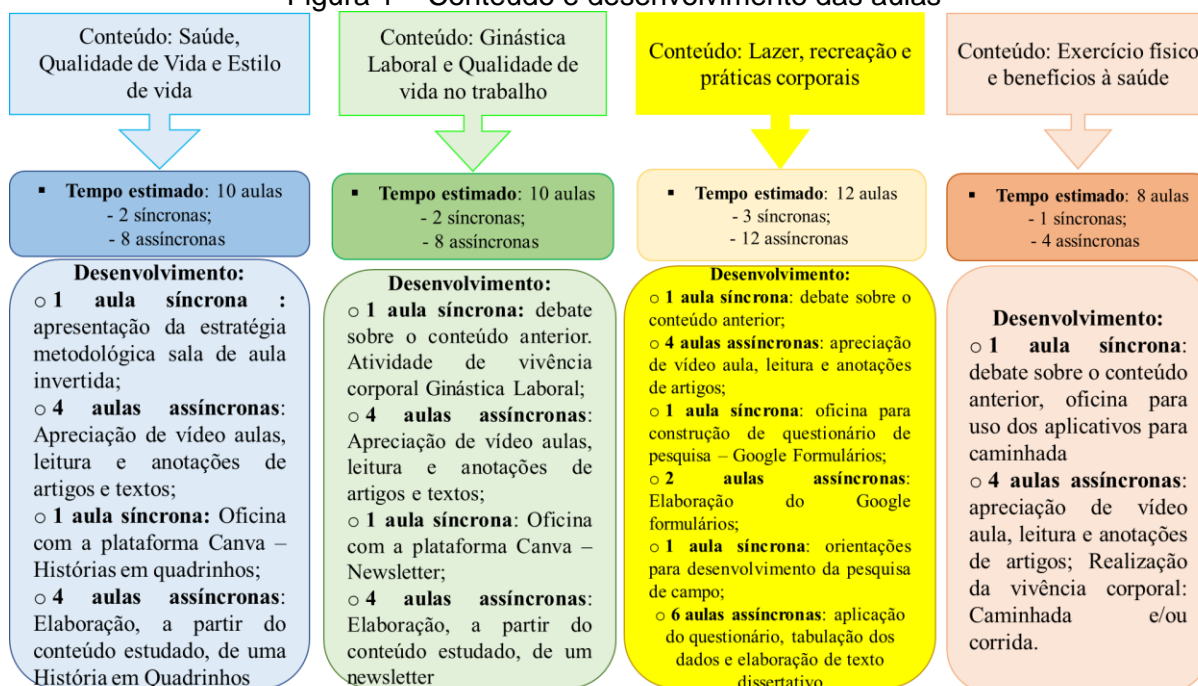 Figura 1 – Conteúdo e desenvolvimento das aulas
Conteúdo: Saúde,
Qualidade de Vida e Estilo
de vida
▪ Tempo estimado: 10 aulas
- 2 síncronas;
- 8 assíncronas
Desenvolvimento:
o 1 aula síncrona :
apresentação da estratégia
metodológica sala de aula
invertida;
o 4 aulas assíncronas:
Apreciação de vídeo aulas,
leitura e anotações de
artigos e textos;
o 1 aula síncrona: Oficina
com a plataforma Canva –
Histórias em quadrinhos;
o 4 aulas assíncronas:
Elaboração, a partir do
conteúdo estudado, de uma
História em Quadrinhos
Conteúdo: Ginástica
Laboral e Qualidade de
vida no trabalho
▪ Tempo estimado: 10 aulas
- 2 síncronas;
- 8 assíncronas
Desenvolvimento:
o 1 aula síncrona: debate
sobre o conteúdo anterior.
Atividade de vivência
corporal Ginástica Laboral;
o 4 aulas assíncronas:
Apreciação de vídeo aulas,
leitura e anotações de
artigos e textos;
o 1 aula síncrona: Oficina
com a plataforma Canva –
Newsletter;
o 4 aulas assíncronas:
Elaboração, a partir do
conteúdo estudado, de um
newsletter
Conteúdo: Lazer, recreação e
práticas corporais
▪ Tempo estimado: 12 aulas
- 3 síncronas;
- 12 assíncronas
Desenvolvimento:
o 1 aula síncrona: debate sobre o
conteúdo anterior;
o 4 aulas assíncronas: apreciação
de vídeo aula, leitura e anotações
de artigos;
o 1 aula síncrona: oficina para
construção de questionário de
pesquisa – Google Formulários;
o 2 aulas assíncronas:
Elaboração do Google
formulários;
o 1 aula síncrona: orientações
para desenvolvimento da pesquisa
de campo;
o 6 aulas assíncronas: aplicação
do questionário, tabulação dos
dados e elaboração de texto
dissertativo
Conteúdo: Exercício físico
e benefícios à saúde
▪ Tempo estimado: 8 aulas
- 1 síncronas;
- 4 assíncronas
Desenvolvimento:
o 1 aula síncrona:
debate sobre o conteúdo
anterior, oficina para
uso dos aplicativos para
caminhada
o 4 aulas assíncronas:
apreciação de vídeo
aula, leitura e anotações
de artigos; Realização
da vivência corporal:
Caminhada e/ou
corrida.